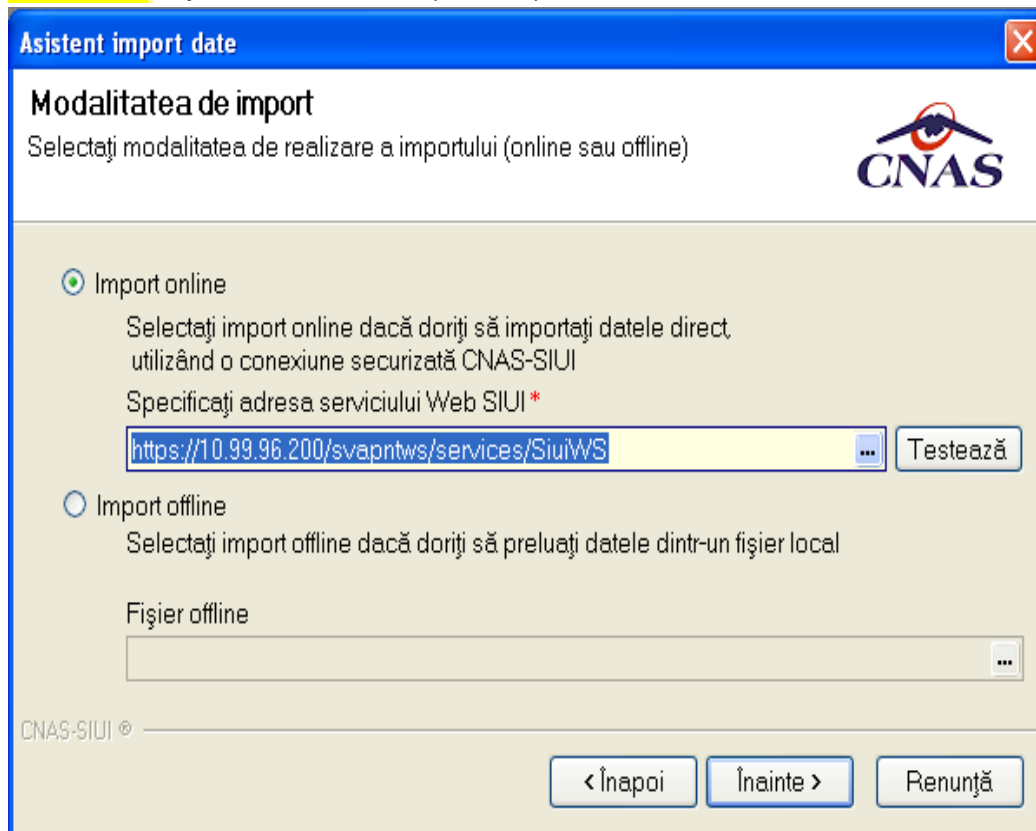 Asistent import date
Modalitatea de import
Selectaţi modalitatea de realizare a importului (online sau offline)
CNAS
Import online
Selectaţi import online dacă doriţi să importaţi datele direct,
utilizând o conexiune securizată CNAS-SIUI
Specificaţi adresa serviciului Web SIUI *
https://10.99.96.200/svapntws/services/SiuiWS ... Testează
Import offline
Selectaţi import offline dacă doriţi să preluaţi datele dintr-un fişier local
Fişier offline
...
CNAS-SIUI ®
< Înapoi Înainte > Renunţă